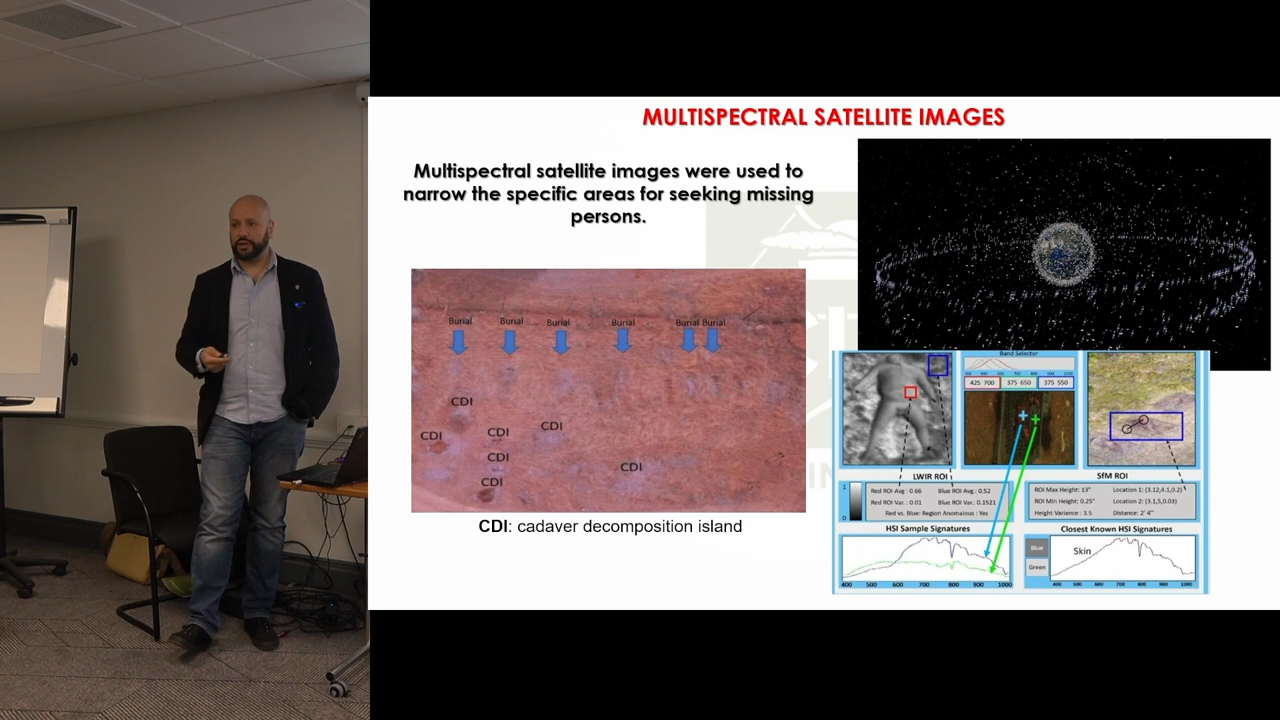 MULTISPECTRAL SATELLITE IMAGES
Multispectral satellite images were used to
narrow the specific areas for seeking missing
persons.
Burial Burial Burial Burial Burial Burial
CDI
CDI CDI CDI
CDI
CDI
CDI
CDI: cadaver decomposition island
Band Selector
425 700 375 650 375 550
LWIR ROI
Red ROI Avg : 0.66 Blue ROI Avg.: 0.52
Red ROI Var. : 0.01 Blue ROI Var.: 0.1521
Red vs. Blue: Region Anomalous : Yes
SfM ROI
ROI Max Height: 13" Location 1: (3.12,4.1,0.2)
ROI Min Height: 0.25" Location 2: (3.1,5,0.03)
Height Variance : 3.5 Distance: 2' 4"
HSI Sample Signatures
400 500 600 700 800 900 1000
Closest Known HSI Signatures
Blue
Green
Skin
400 500 600 700 800 900 1000